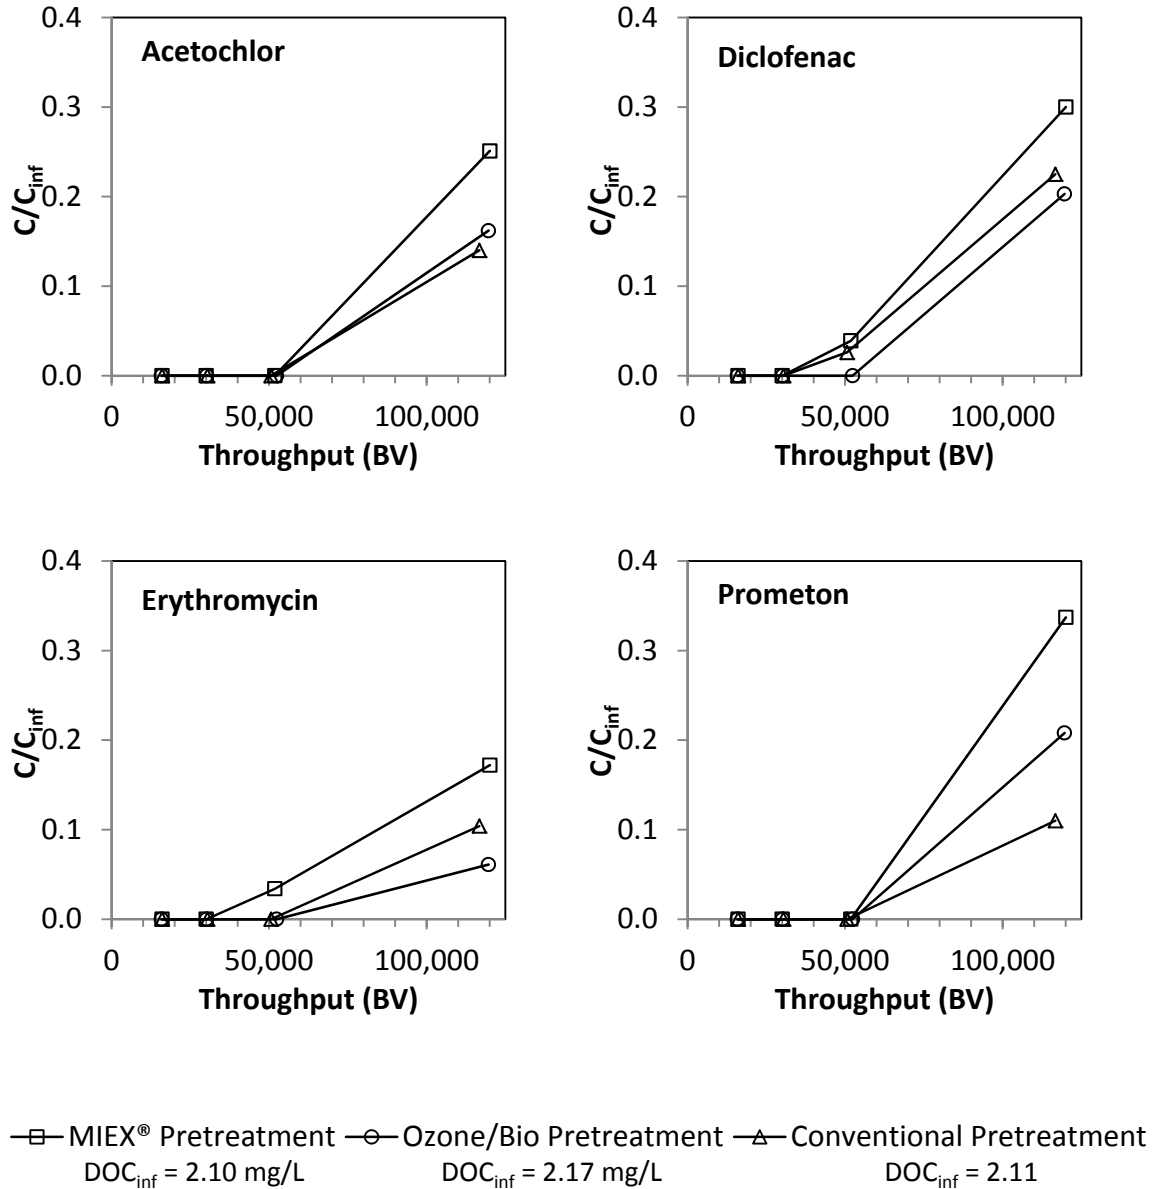 Acetochlor
0.4
0.3
0.2
0.1
0.0
C/Cinf
0 50,000 100,000
Throughput (BV)
Diclofenac
0.4
0.3
0.2
0.1
0.0
C/Cinf
0 50,000 100,000
Throughput (BV)
Erythromycin
0.4
0.3
0.2
0.1
0.0
C/Cinf
0 50,000 100,000
Throughput (BV)
Prometon
0.4
0.3
0.2
0.1
0.0
C/Cinf
0 50,000 100,000
Throughput (BV)
MIEX® Pretreatment Ozone/Bio Pretreatment Conventional Pretreatment
DOCinf = 2.10 mg/L DOCinf = 2.17 mg/L DOCinf = 2.11